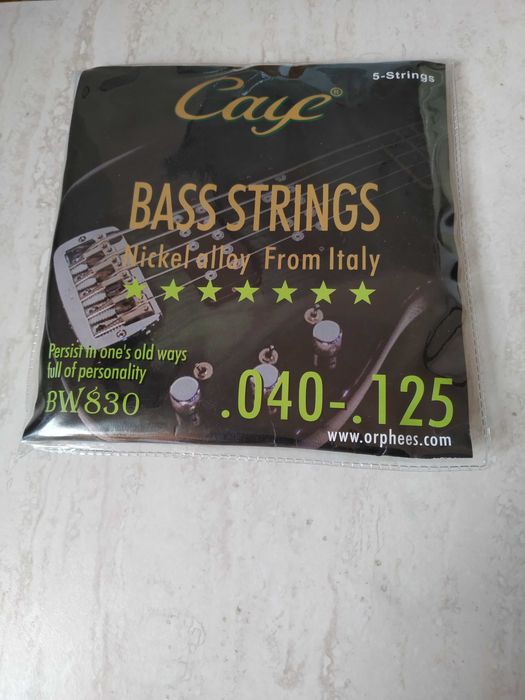 5-Strings
Caye®
BASS STRINGS
Nickel alloy From Italy
Persist in one's old ways
full of personality
BW830
.040-.125
www.orphees.com